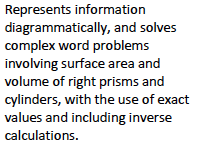 Represents information
diagrammatically, and solves
complex word problems
involving surface area and
volume of right prisms and
cylinders, with the use of exact
values and including inverse
calculations.